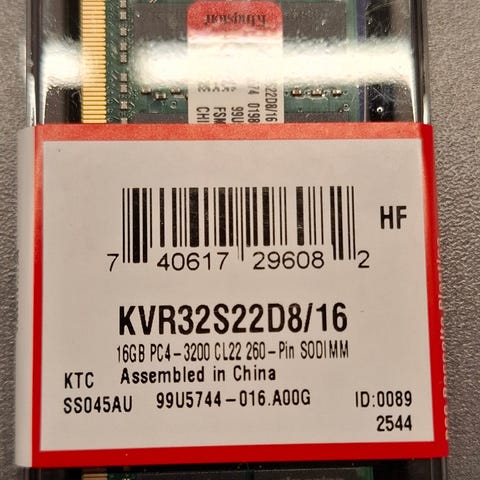 Kingston
HF
7 40617 29608 2
KVR32S22D8/16
16GB PC4-3200 CL22 260-Pin SODIMM
KTC Assembled in China
SS045AU 99U5744-016.A00G ID:0089
2544